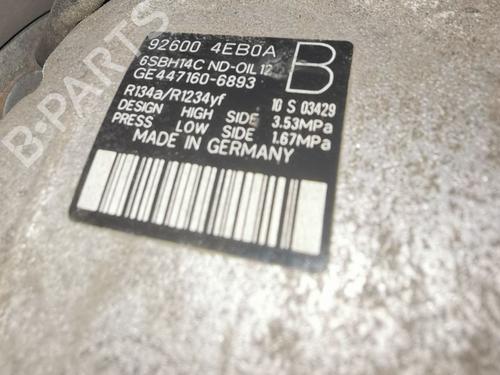 92600 4EB0A B
6SBH14C ND-OIL 12
GE447160-6893
R134a/R1234yf 10 S 03429
DESIGN HIGH SIDE 3.53MPa
PRESS LOW SIDE 1.67MPa
MADE IN GERMANY
B-PARTS